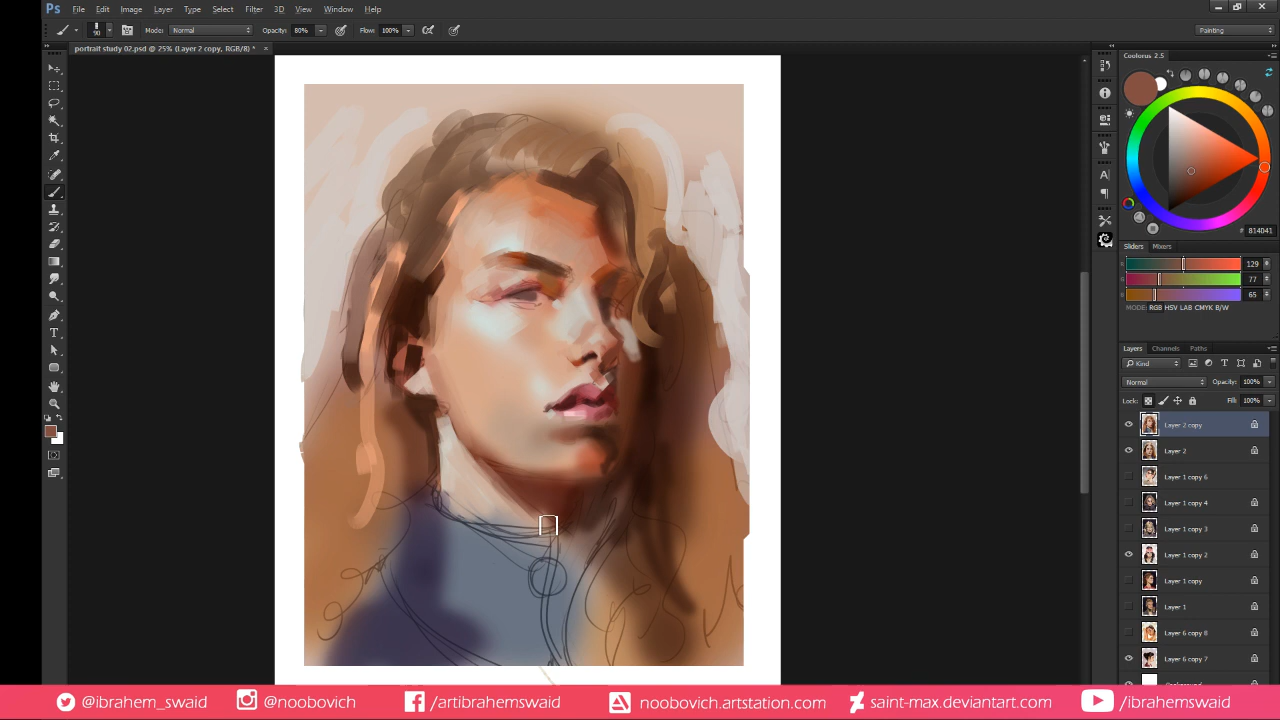 Ps File Edit Image Layer Type Select Filter 3D View Window Help
90 Mode: Normal Opacity: 80% Flow: 100% Painting
portrait study 02.psd @ 25% (Layer 2 copy, RGB/8) * ×
Coolorus 2.5
# 814041
Sliders Mixers
129
77
65
MODE: RGB HSV LAB CMYK B/W
Layers Channels Paths
Kind
Normal Opacity: 100%
Lock: Fill: 100%
Layer 2 copy
Layer 2
Layer 1 copy 6
Layer 1 copy 4
Layer 1 copy 3
Layer 1 copy 2
Layer 1 copy
Layer 1
Layer 6 copy 8
Layer 6 copy 7
Background
@ibrahem_swaid @noobovich /artibrahemswaid noobovich.artstation.com saint-max.deviantart.com /ibrahemswaid